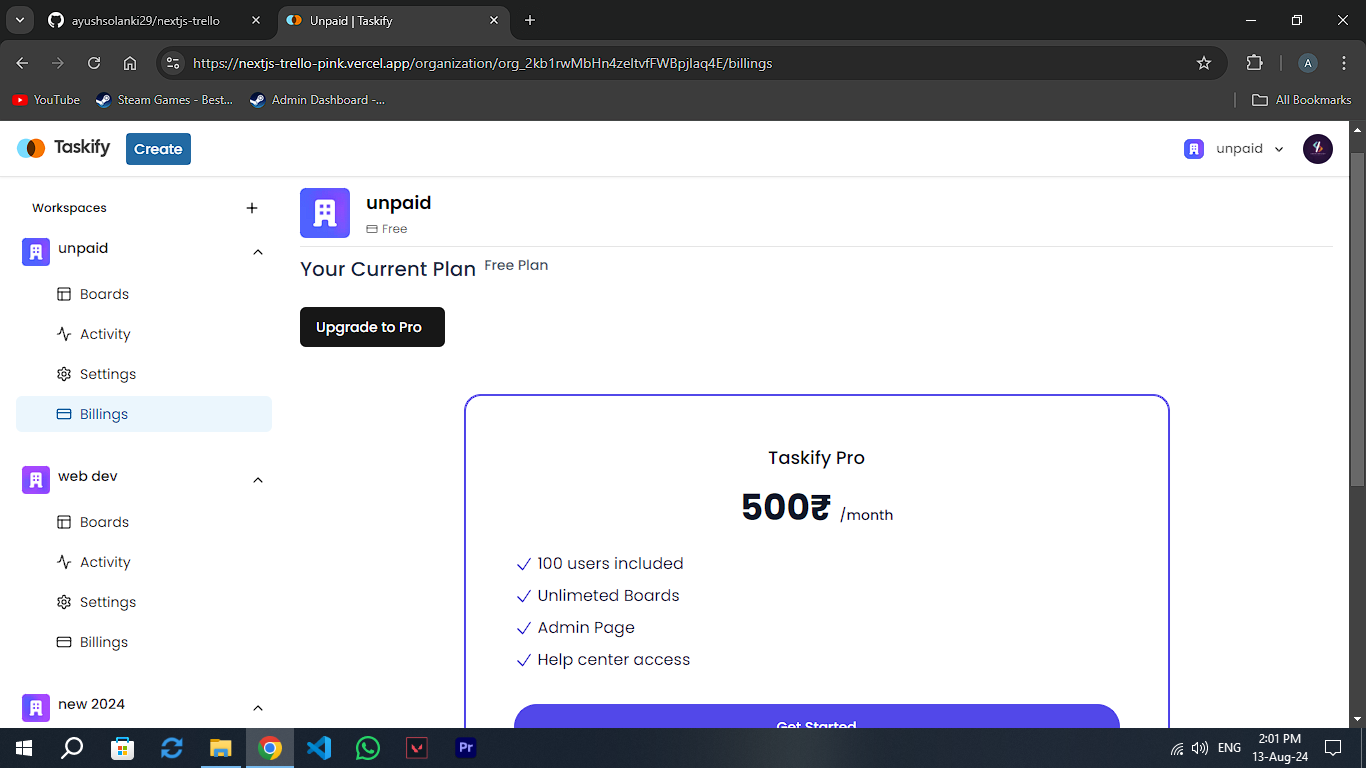 ayushsolanki29/nextjs-trello
Unpaid | Taskify
https://nextjs-trello-pink.vercel.app/organization/org_2kb1rwMbHn4zeltvfFWBpjlaq4E/billings
A
YouTube
Steam Games - Best...
Admin Dashboard -...
All Bookmarks
Taskify
Create
unpaid
Workspaces
unpaid
Boards
Activity
Settings
Billings
web dev
Boards
Activity
Settings
Billings
new 2024
unpaid
Free
Your Current Plan Free Plan
Upgrade to Pro
Taskify Pro
500₹ /month
100 users included
Unlimeted Boards
Admin Page
Help center access
Get Started
Pr
ENG
2:01 PM
13-Aug-24